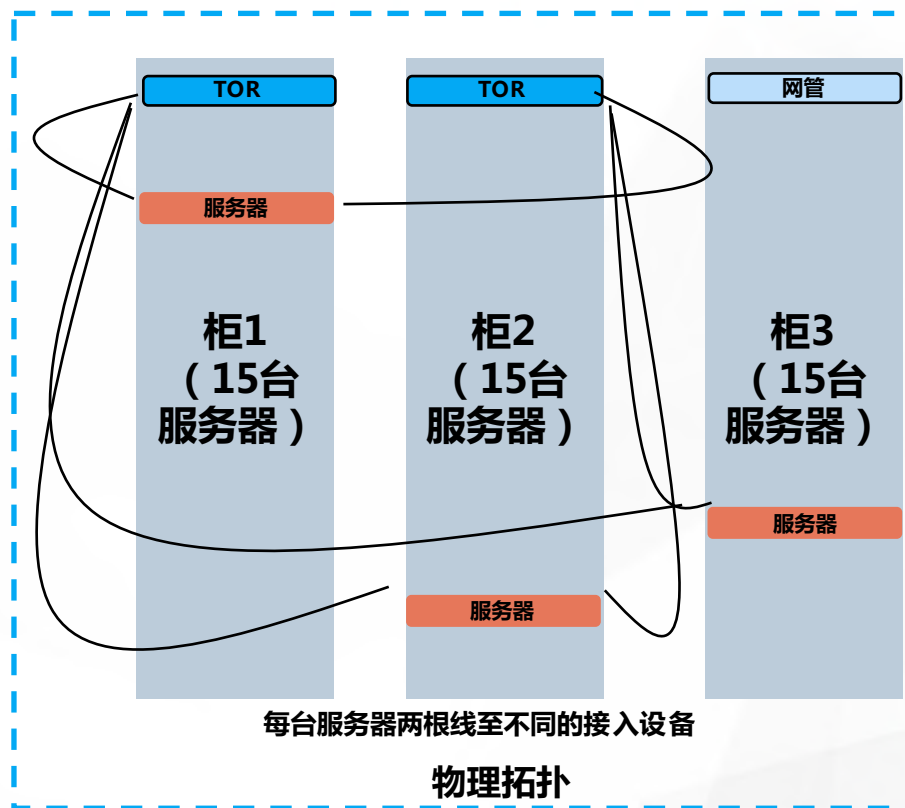 TOR
TOR
网管
服务器
柜1
（15台
服务器）
柜2
（15台
服务器）
柜3
（15台
服务器）
服务器
服务器
每台服务器两根线至不同的接入设备
物理拓扑